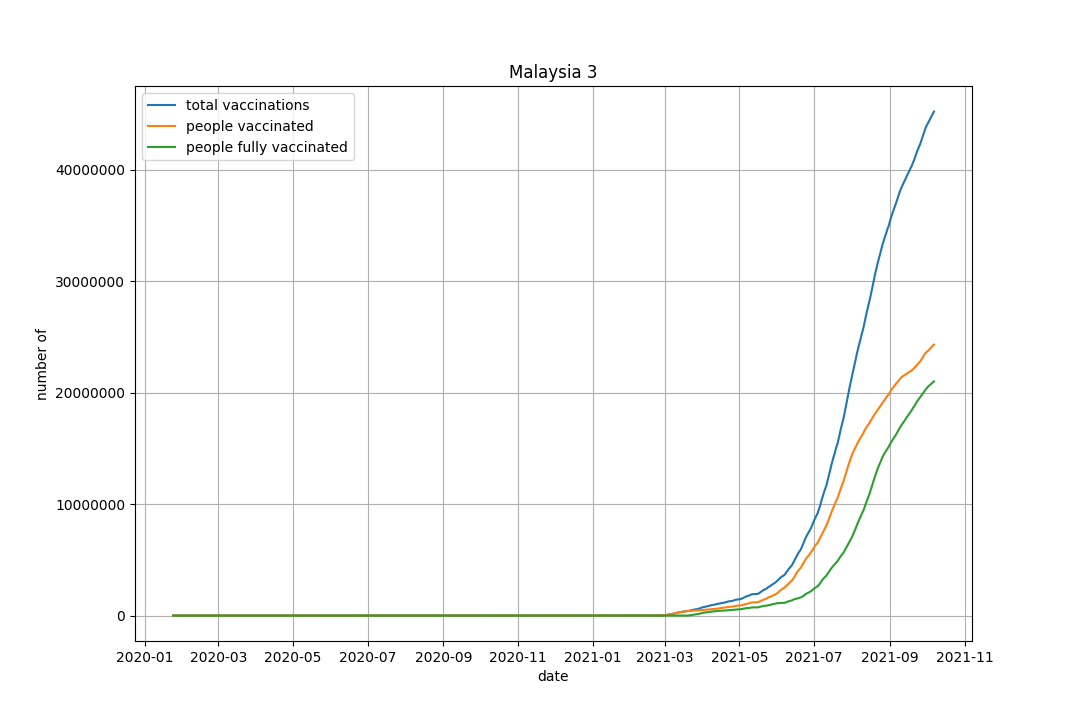 Malaysia 3
total vaccinations
people vaccinated
people fully vaccinated
number of
40000000
30000000
20000000
10000000
0
2020-01 2020-03 2020-05 2020-07 2020-09 2020-11 2021-01 2021-03 2021-05 2021-07 2021-09 2021-11
date